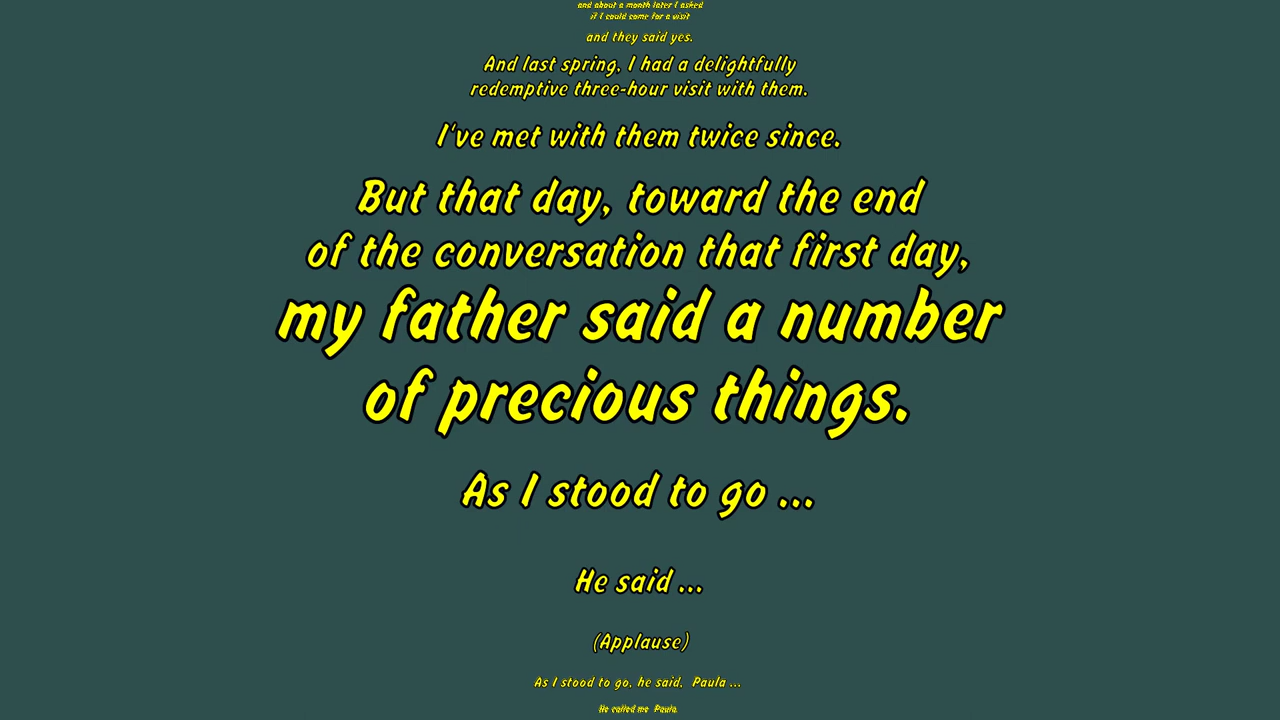 and about a month later I asked
if I could come for a visit
and they said yes.
And last spring, I had a delightfully
redemptive three-hour visit with them.
I've met with them twice since.
But that day, toward the end
of the conversation that first day,
my father said a number
of precious things.
As I stood to go ...
He said ...
(Applause)
As I stood to go, he said,  Paula ...
He called me  Paula.